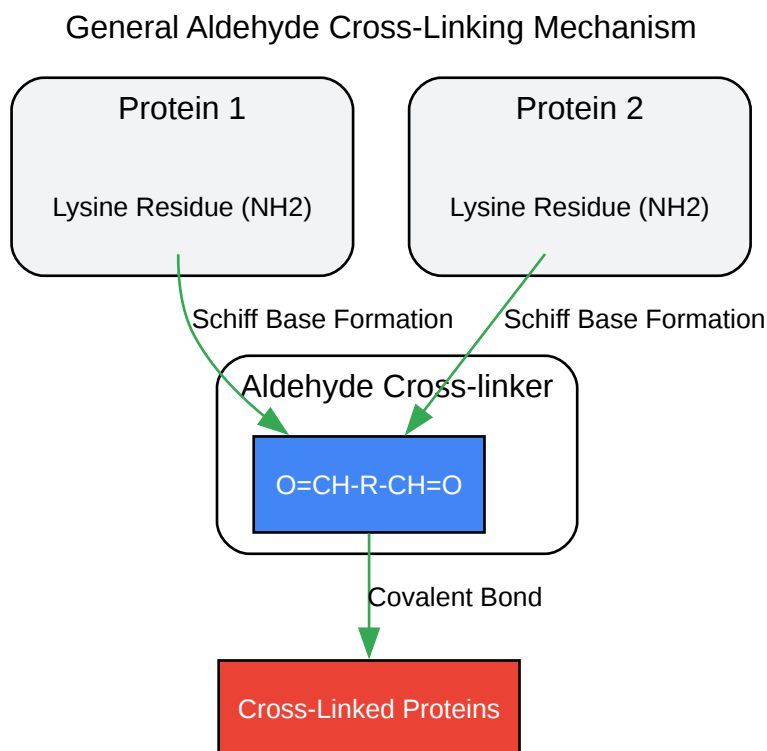 General Aldehyde Cross-Linking Mechanism
Protein 1
Protein 2
Lysine Residue (NH2)
Lysine Residue (NH2)
Schiff Base Formation
Schiff Base Formation
Aldehyde Cross-linker
O=CH-R-CH=O
Covalent Bond
Cross-Linked Proteins